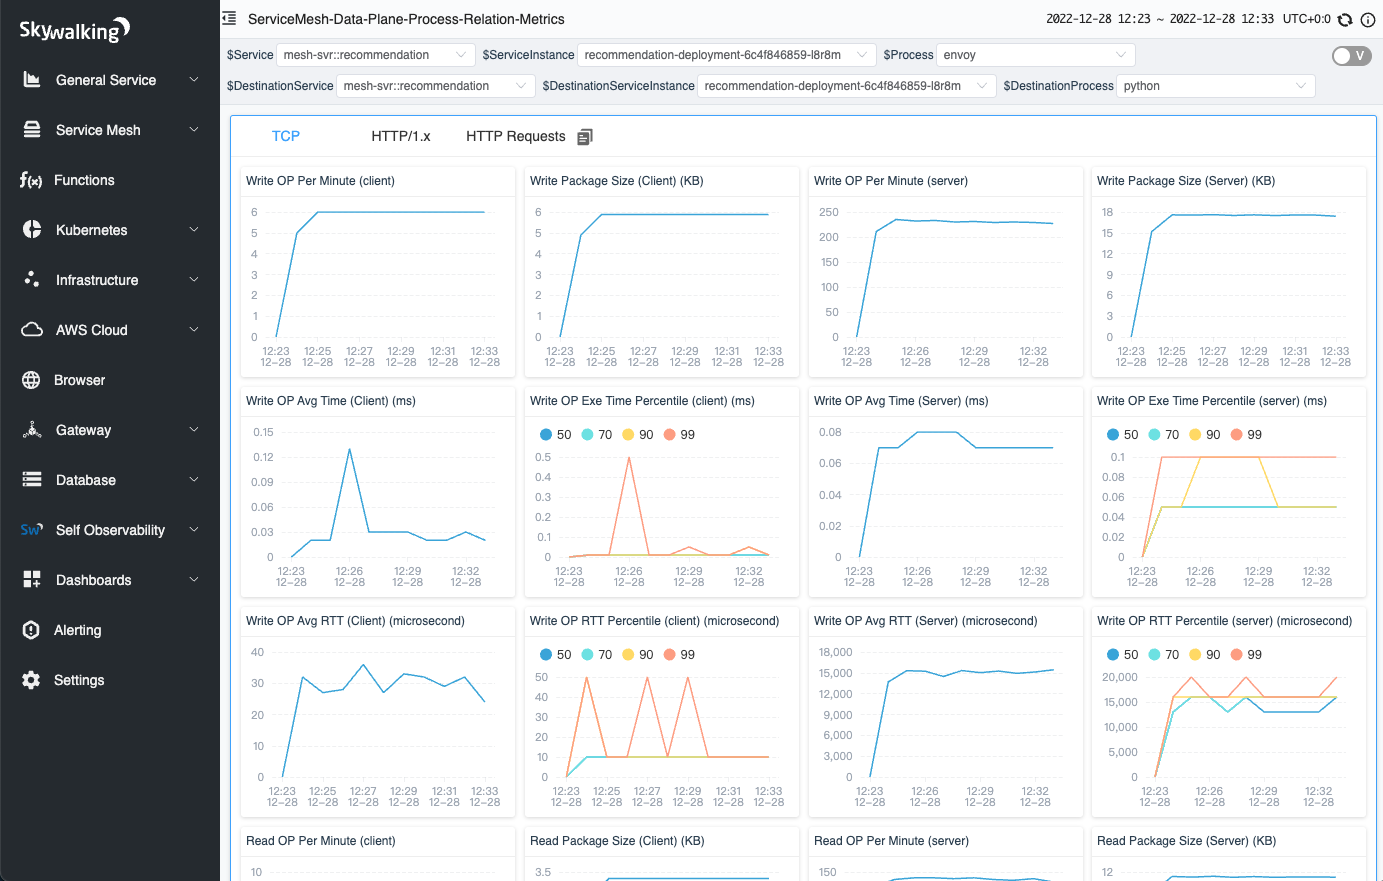 Skywalking
General Service
Service Mesh
f(x) Functions
Kubernetes
Infrastructure
AWS Cloud
Browser
Gateway
Database
Sw Self Observability
Dashboards
Alerting
Settings
ServiceMesh-Data-Plane-Process-Relation-Metrics
2022-12-28 12:23 ~ 2022-12-28 12:33 UTC+0:0
$Service mesh-svr::recommendation $ServiceInstance recommendation-deployment-6c4f846859-l8r8m $Process envoy V
$DestinationService mesh-svr::recommendation $DestinationServiceInstance recommendation-deployment-6c4f846859-l8r8m $DestinationProcess python
TCP HTTP/1.x HTTP Requests
Write OP Per Minute (client)
6
5
4
3
2
1
0
12:23 12:25 12:27 12:29 12:31 12:33
12-28 12-28 12-28 12-28 12-28 12-28
Write Package Size (Client) (KB)
6
5
4
3
2
1
0
12:23 12:25 12:27 12:29 12:31 12:33
12-28 12-28 12-28 12-28 12-28 12-28
Write OP Per Minute (server)
250
200
150
100
50
0
12:23 12:26 12:29 12:32
12-28 12-28 12-28 12-28
Write Package Size (Server) (KB)
18
15
12
9
6
3
0
12:23 12:25 12:27 12:29 12:31 12:33
12-28 12-28 12-28 12-28 12-28 12-28
Write OP Avg Time (Client) (ms)
0.15
0.12
0.09
0.06
0.03
0
12:23 12:26 12:29 12:32
12-28 12-28 12-28 12-28
Write OP Exe Time Percentile (client) (ms)
50 70 90 99
0.5
0.4
0.3
0.2
0.1
0
12:23 12:26 12:29 12:32
12-28 12-28 12-28 12-28
Write OP Avg Time (Server) (ms)
0.08
0.06
0.04
0.02
0
12:23 12:26 12:29 12:32
12-28 12-28 12-28 12-28
Write OP Exe Time Percentile (server) (ms)
50 70 90 99
0.1
0.08
0.06
0.04
0.02
0
12:23 12:26 12:29 12:32
12-28 12-28 12-28 12-28
Write OP Avg RTT (Client) (microsecond)
40
30
20
10
0
12:23 12:25 12:27 12:29 12:31 12:33
12-28 12-28 12-28 12-28 12-28 12-28
Write OP RTT Percentile (client) (microsecond)
50 70 90 99
50
40
30
20
10
0
12:23 12:25 12:27 12:29 12:31 12:33
12-28 12-28 12-28 12-28 12-28 12-28
Write OP Avg RTT (Server) (microsecond)
18,000
15,000
12,000
9,000
6,000
3,000
0
12:23 12:26 12:29 12:32
12-28 12-28 12-28 12-28
Write OP RTT Percentile (server) (microsecond)
50 70 90 99
20,000
15,000
10,000
5,000
0
12:23 12:26 12:29 12:32
12-28 12-28 12-28 12-28
Read OP Per Minute (client)
10
Read Package Size (Client) (KB)
3.5
Read OP Per Minute (server)
150
Read Package Size (Server) (KB)
12